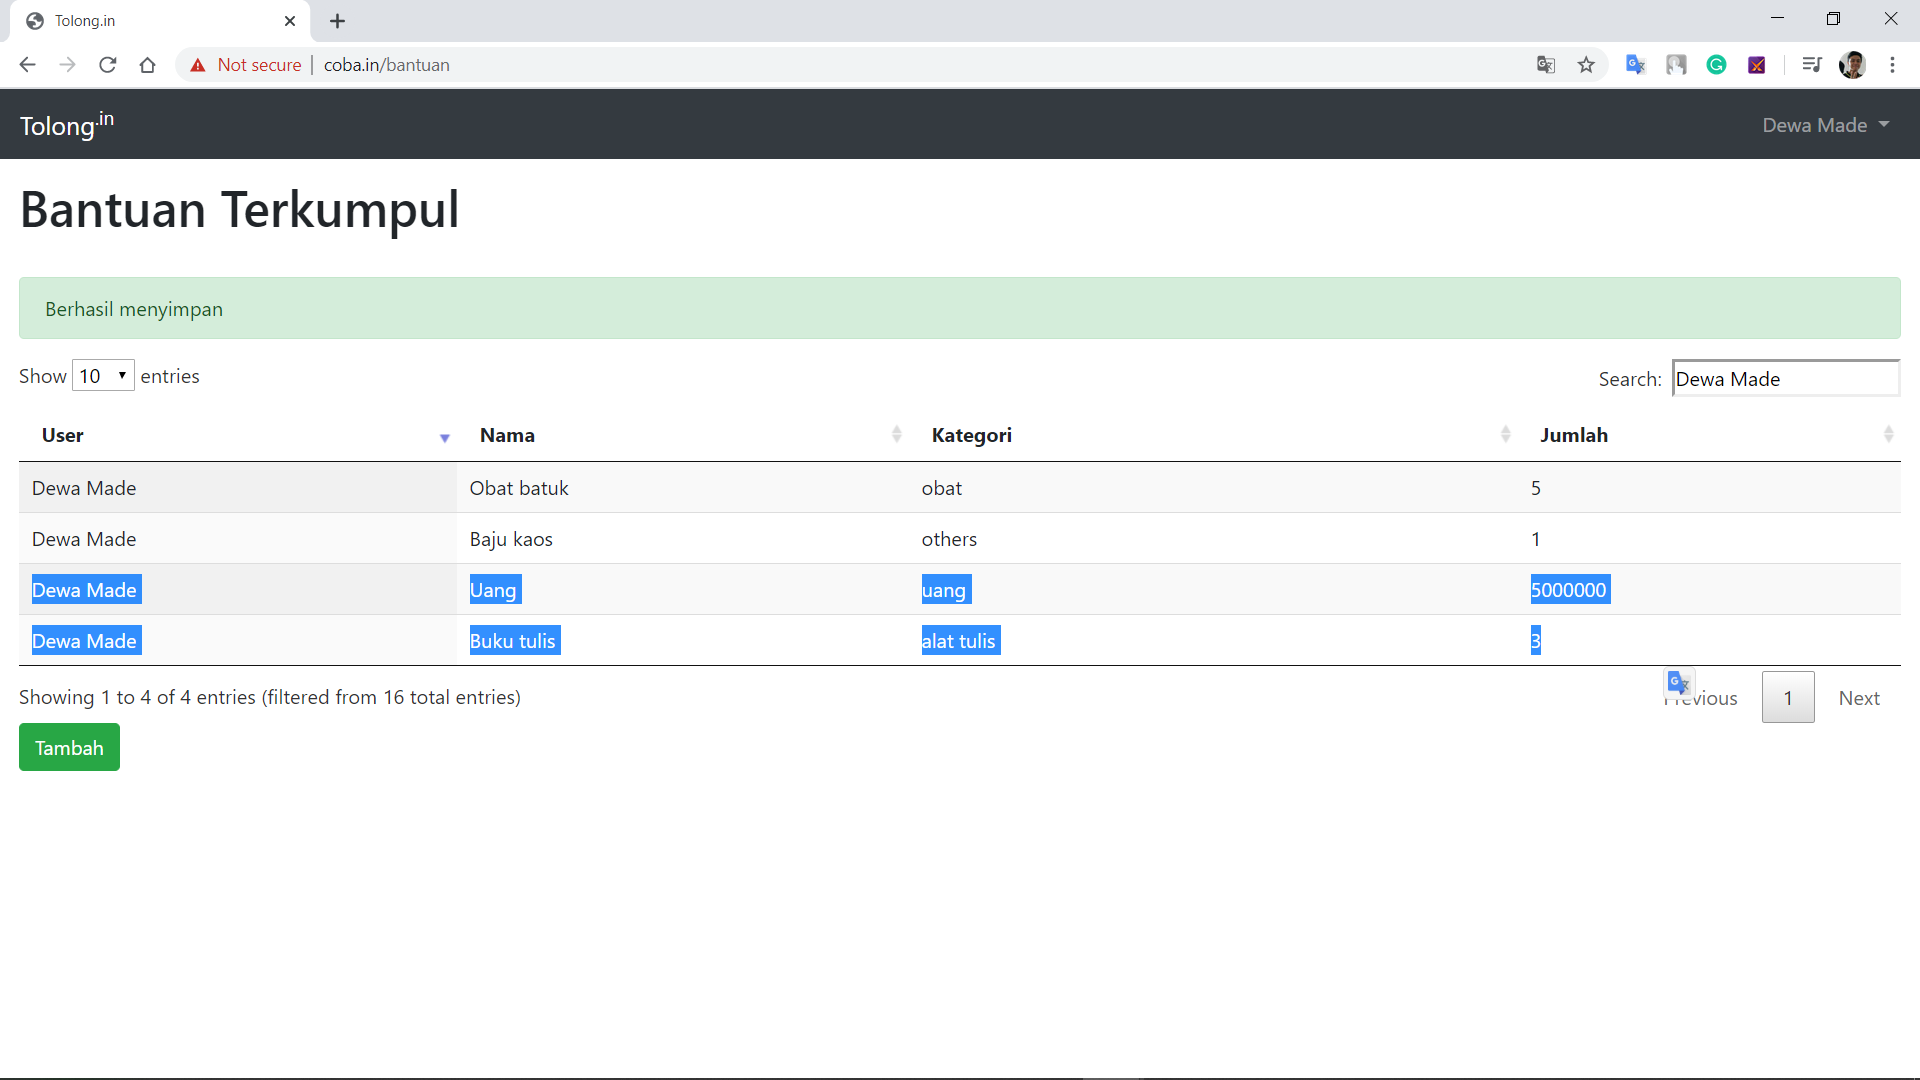 Tolong.in
Not secure | coba.in/bantuan
Tolong.in
Dewa Made
Bantuan Terkumpul
Berhasil menyimpan
Show 10 entries
Search: Dewa Made
User Nama Kategori Jumlah
Dewa Made Obat batuk obat 5
Dewa Made Baju kaos others 1
Dewa Made Uang uang 5000000
Dewa Made Buku tulis alat tulis 3
Showing 1 to 4 of 4 entries (filtered from 16 total entries)
Previous 1 Next
Tambah